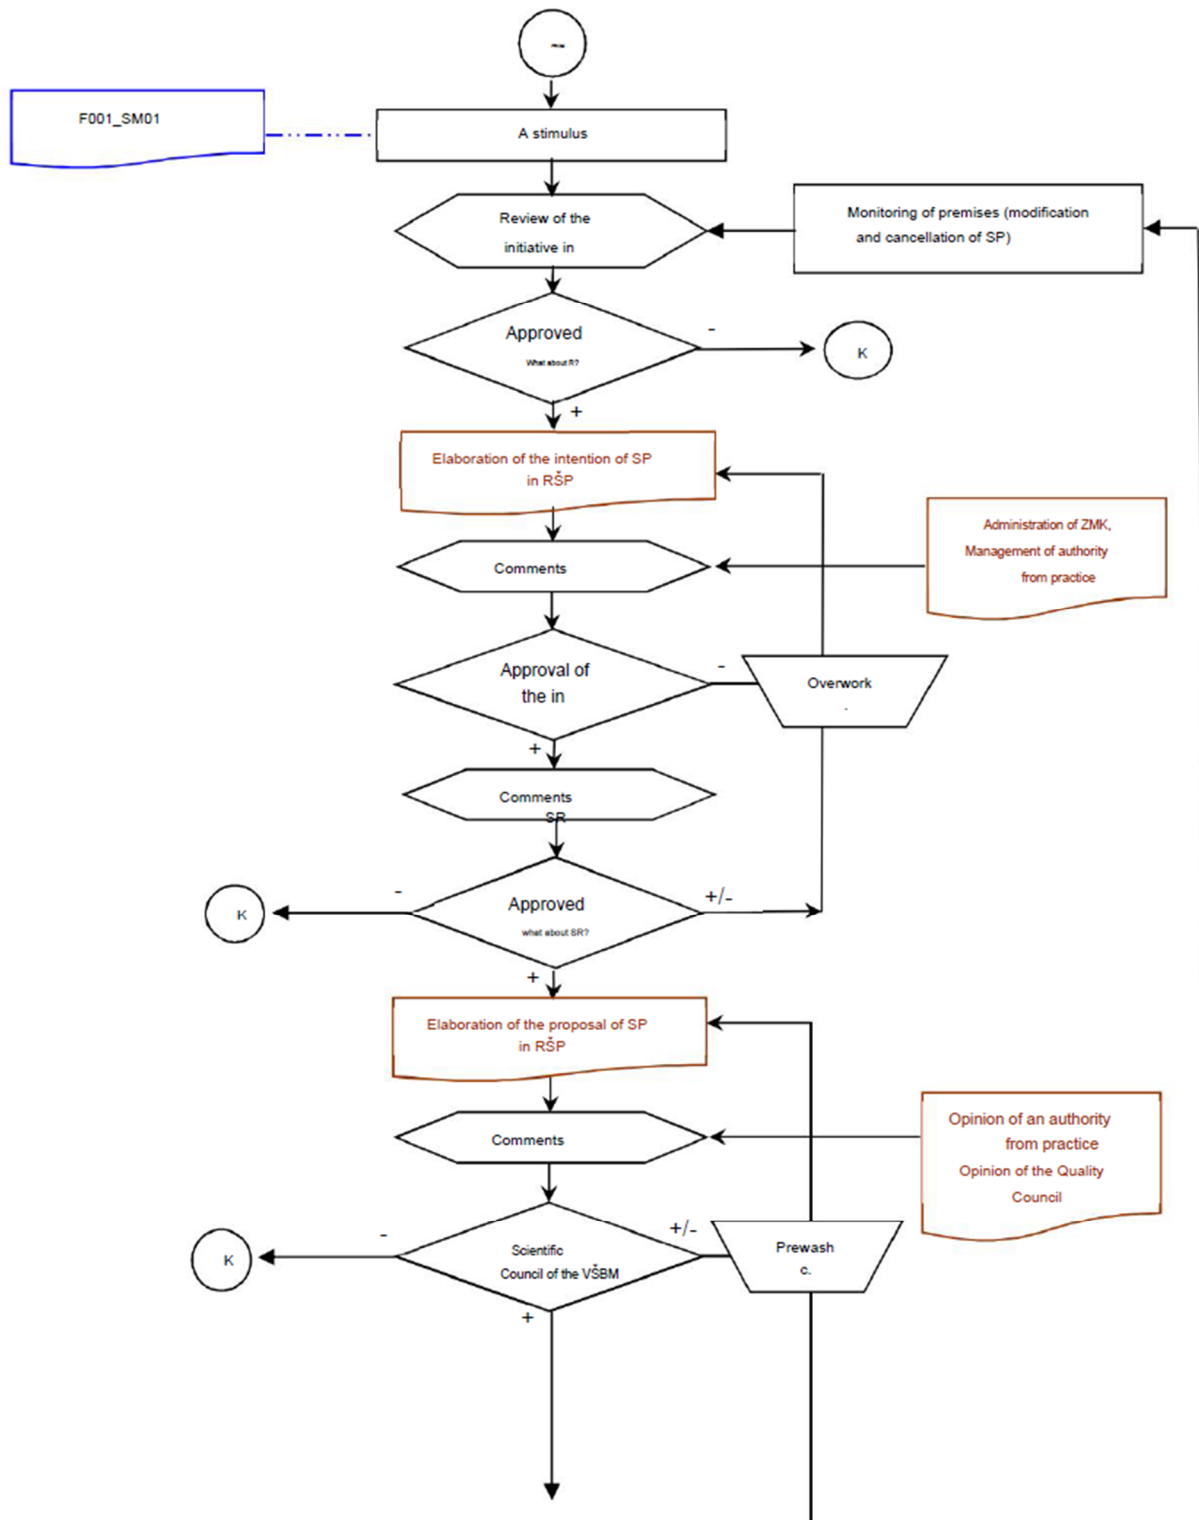 ~~
F001_SM01
A stimulus
Review of the
initiative in
Monitoring of premises (modification
and cancellation of SP)
Approved
What about R?
-
K
+
Elaboration of the intention of SP
in RŠP
Administration of ZMK,
Management of authority
from practice
Comments
Approval of
the in
-
Overwork
.
+
Comments
SR
Approved
what about SR?
-
K
+/-
+
Elaboration of the proposal of SP
in RŠP
Opinion of an authority
from practice
Opinion of the Quality
Council
Comments
Scientific
Council of the VŠBM
-
K
+/-
Prewash
c.
+